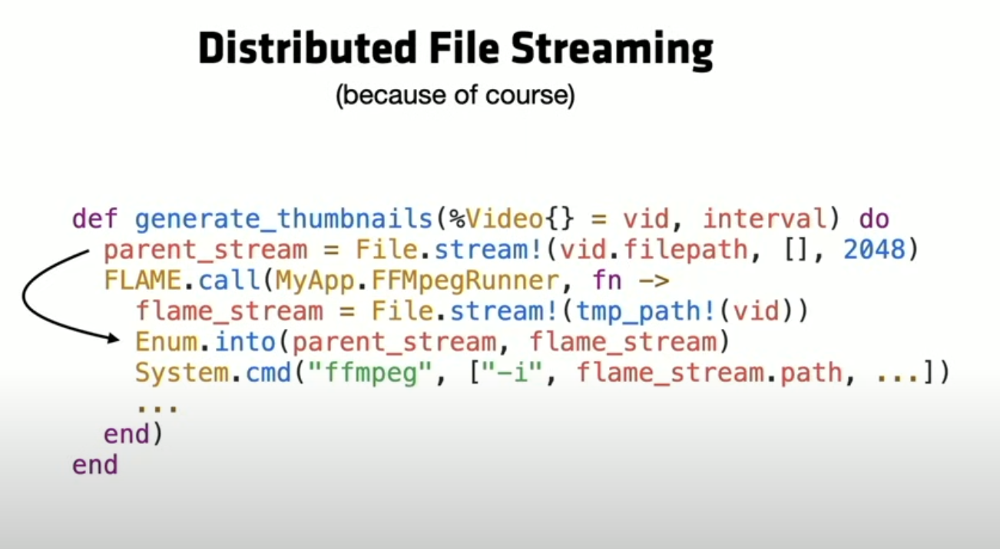 Distributed File Streaming
(because of course)
def generate_thumbnails(%Video{} = vid, interval) do
  parent_stream = File.stream!(vid.filepath, [], 2048)
  FLAME.call(MyApp.FFMpegRunner, fn ->
    flame_stream = File.stream!(tmp_path!(vid))
    Enum.into(parent_stream, flame_stream)
    System.cmd("ffmpeg", ["-i", flame_stream.path, ...])
    ...
  end)
end